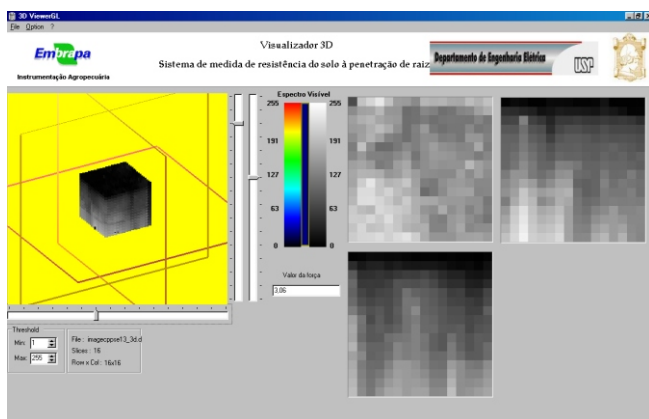 3D ViewerGL
File Option ?
Embrapa
Instrumentação Agropecuária
Visualizador 3D
Sistema de medida de resistência do solo à penetração de raiz
Departamento de Engenharia Elétrica
USP
Espectro Visível
255 255
191 191
127 127
63 63
0 0
Valor da força
3.06
Threshold
Min: 1
Max: 255
File : imagecppse13_3d.d
Slices : 16
Row x Col : 16x16